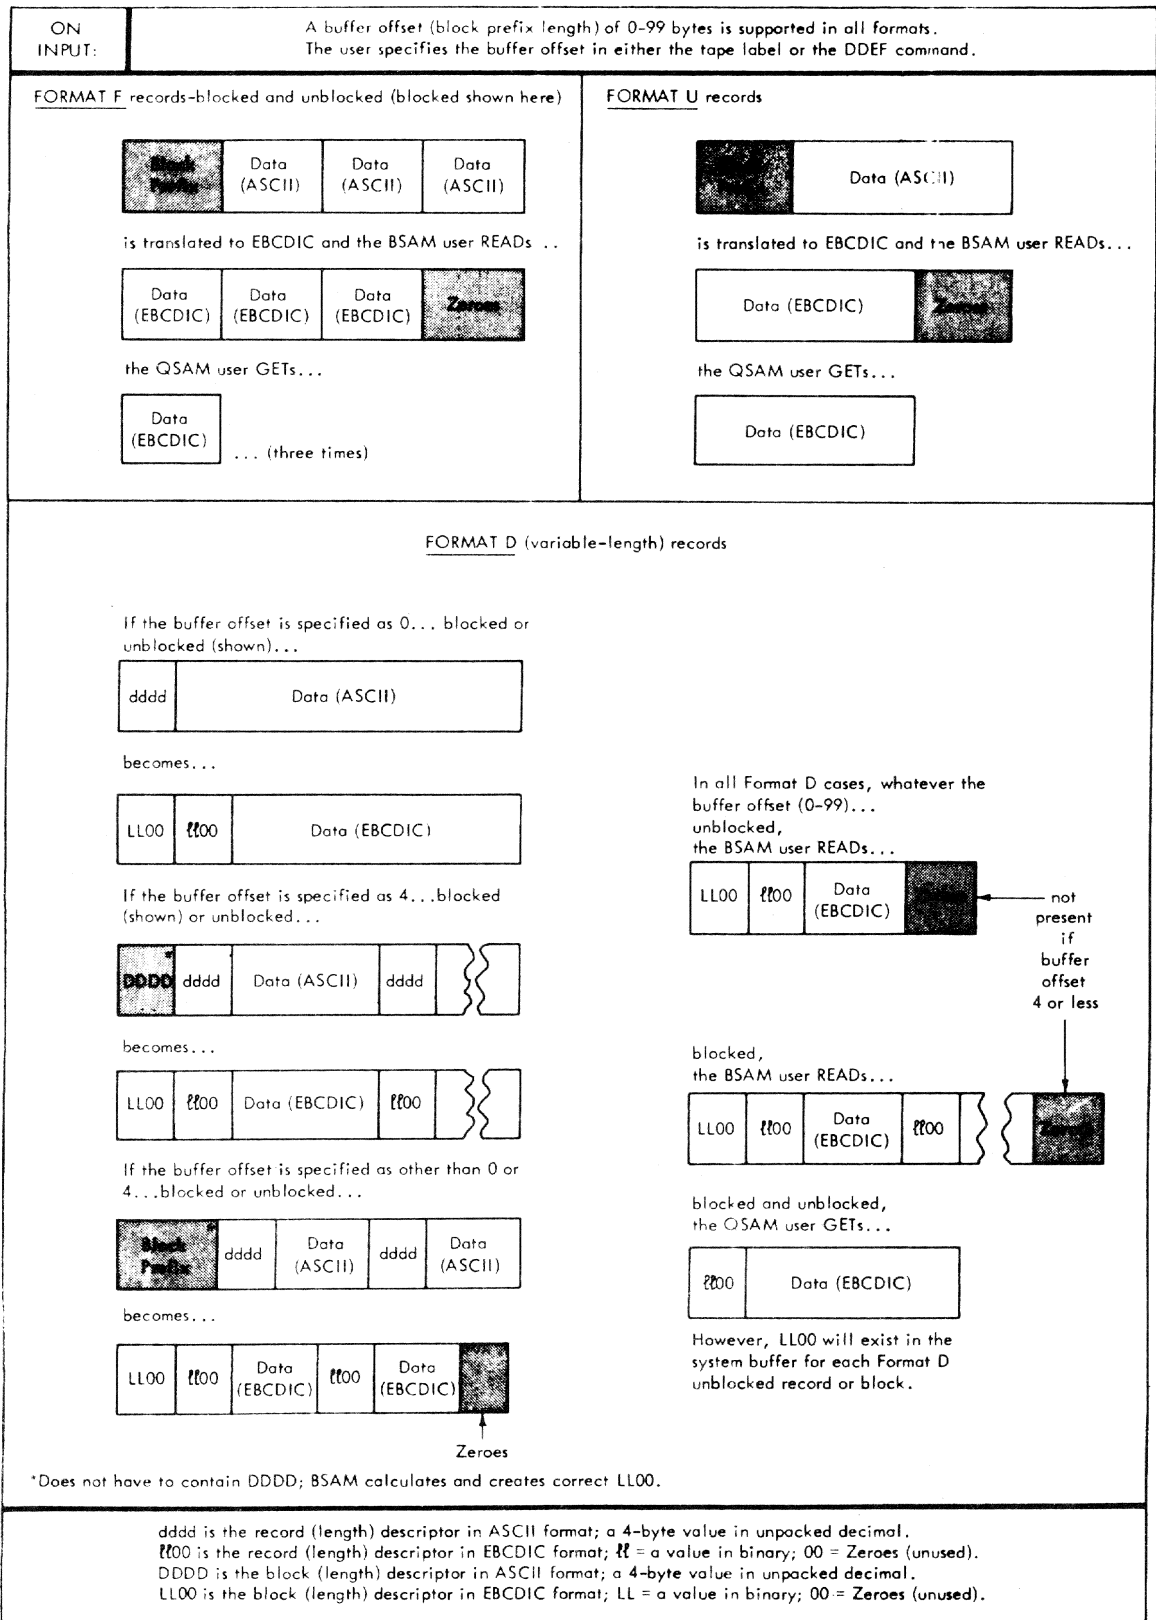 ON
INPUT:
A buffer offset (block prefix length) of 0-99 bytes is supported in all formats.
The user specifies the buffer offset in either the tape label or the DDEF command.
FORMAT F records-blocked and unblocked (blocked shown here)
Block
Prefix
Data
(ASCII)
Data
(ASCII)
Data
(ASCII)
is translated to EBCDIC and the BSAM user READs ..
Data
(EBCDIC)
Data
(EBCDIC)
Data
(EBCDIC)
Zeroes
the QSAM user GETs...
Data
(EBCDIC)
... (three times)
FORMAT U records
Data (ASCII)
is translated to EBCDIC and the BSAM user READs...
Data (EBCDIC)
Zeroes
the QSAM user GETs...
Data (EBCDIC)
FORMAT D (variable-length) records
If the buffer offset is specified as 0... blocked or
unblocked (shown)...
dddd
Data (ASCII)
becomes...
LL00
ll00
Data (EBCDIC)
If the buffer offset is specified as 4...blocked
(shown) or unblocked...
*
DDDD
dddd
Data (ASCII)
dddd
becomes...
LL00
ll00
Data (EBCDIC)
ll00
If the buffer offset is specified as other than 0 or
4...blocked or unblocked...
*
Block
Prefix
dddd
Data
(ASCII)
dddd
Data
(ASCII)
becomes...
LL00
ll00
Data
(EBCDIC)
ll00
Data
(EBCDIC)
Zeroes
In all Format D cases, whatever the
buffer offset (0-99)...
unblocked,
the BSAM user READs...
LL00
ll00
Data
(EBCDIC)
not
present
if
buffer
offset
4 or less
blocked,
the BSAM user READs...
LL00
ll00
Data
(EBCDIC)
ll00
Zeroes
blocked and unblocked,
the QSAM user GETs...
ll00
Data (EBCDIC)
However, LL00 will exist in the
system buffer for each Format D
unblocked record or block.
*Does not have to contain DDDD; BSAM calculates and creates correct LL00.
dddd is the record (length) descriptor in ASCII format; a 4-byte value in unpacked decimal.
ll00 is the record (length) descriptor in EBCDIC format; ll = a value in binary; 00 = Zeroes (unused).
DDDD is the block (length) descriptor in ASCII format; a 4-byte value in unpacked decimal.
LL00 is the block (length) descriptor in EBCDIC format; LL = a value in binary; 00 = Zeroes (unused).